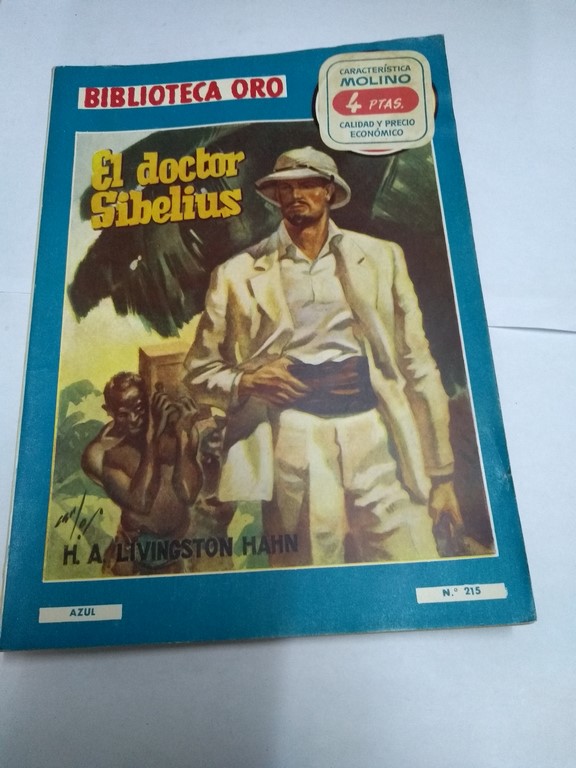 BIBLIOTECA ORO
CARACTERÍSTICA
MOLINO
4 PTAS.
CALIDAD Y PRECIO
ECONÓMICO
El doctor
Sibelius
H. A. LIVINGSTON HAHN
AZUL
N.º 215